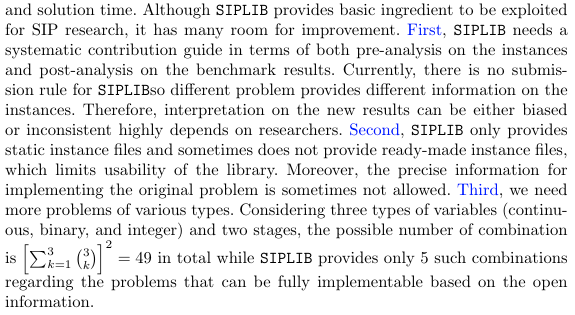 and solution time. Although SIPLIB provides basic ingredient to be exploited
for SIP research, it has many room for improvement. First, SIPLIB needs a
systematic contribution guide in terms of both pre-analysis on the instances
and post-analysis on the benchmark results. Currently, there is no submis-
sion rule for SIPLIBso different problem provides different information on the
instances. Therefore, interpretation on the new results can be either biased
or inconsistent highly depends on researchers. Second, SIPLIB only provides
static instance files and sometimes does not provide ready-made instance files,
which limits usability of the library. Moreover, the precise information for
implementing the original problem is sometimes not allowed. Third, we need
more problems of various types. Considering three types of variables (continu-
ous, binary, and integer) and two stages, the possible number of combination
is [∑_{k=1}^{3} \binom{3}{k}]^2 = 49 in total while SIPLIB provides only 5 such combinations
regarding the problems that can be fully implementable based on the open
information.